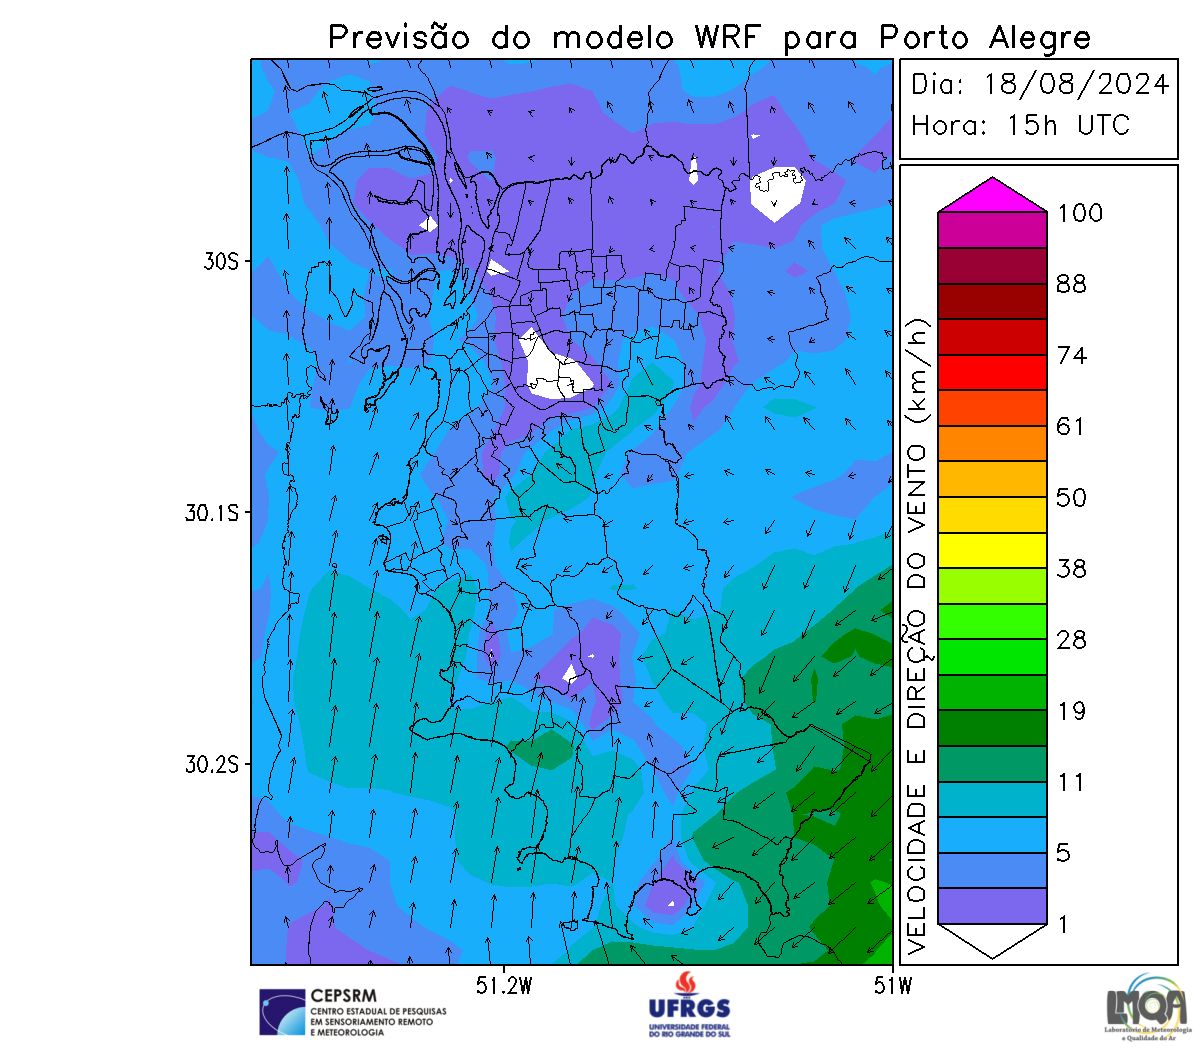 Previsão do modelo WRF para Porto Alegre
Dia: 18/08/2024
Hora: 15h UTC
30S
30.1S
30.2S
51.2W
51W
VELOCIDADE E DIREÇÃO DO VENTO (km/h)
100
88
74
61
50
38
28
19
11
5
1
CEPSRM
CENTRO ESTADUAL DE PESQUISAS
EM SENSORIAMENTO REMOTO
E METEOROLOGIA
UFRGS
UNIVERSIDADE FEDERAL
DO RIO GRANDE DO SUL
LMQA
Laboratório de Meteorologia
e Qualidade do Ar